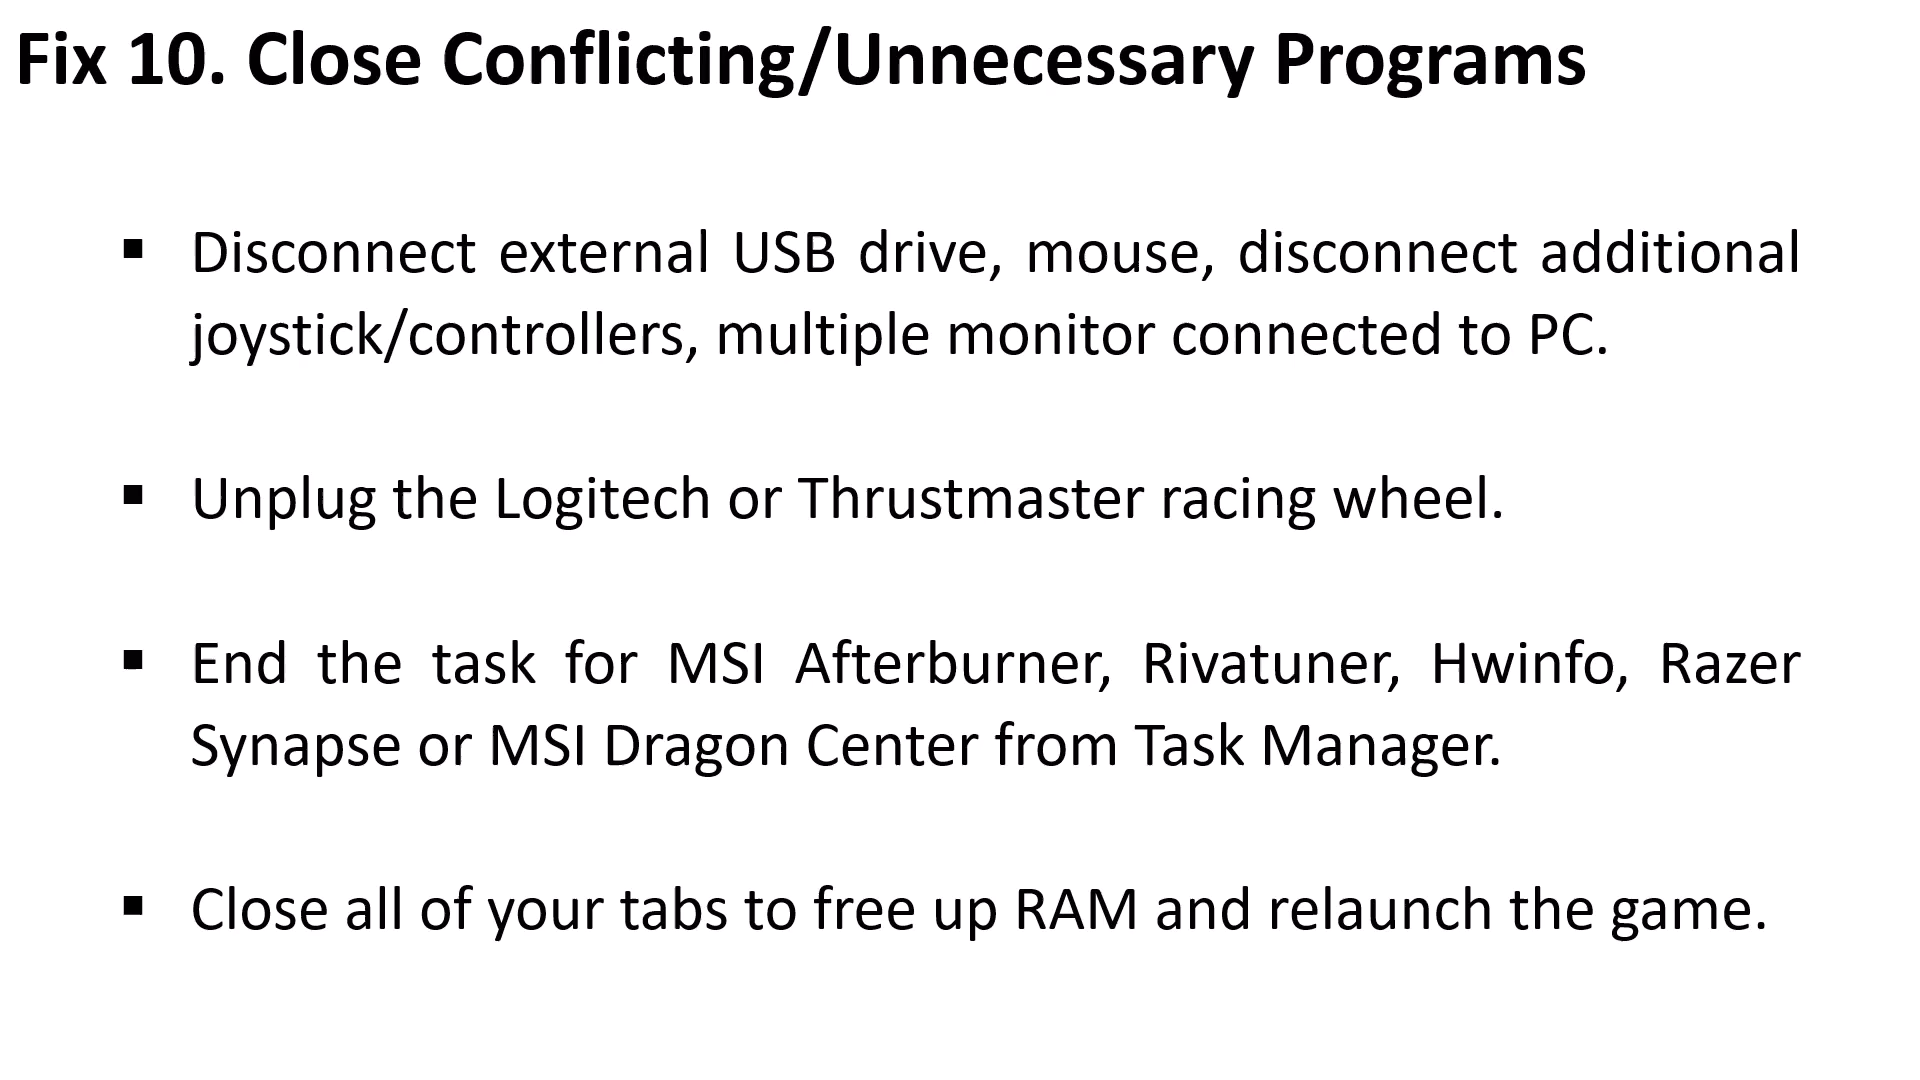 Fix 10. Close Conflicting/Unnecessary Programs
▪ Disconnect external USB drive, mouse, disconnect additional
joystick/controllers, multiple monitor connected to PC.
▪ Unplug the Logitech or Thrustmaster racing wheel.
▪ End the task for MSI Afterburner, Rivatuner, Hwinfo, Razer
Synapse or MSI Dragon Center from Task Manager.
▪ Close all of your tabs to free up RAM and relaunch the game.